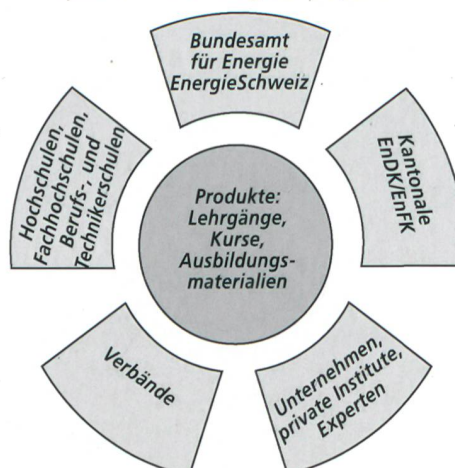 Bundesamt
für Energie
EnergieSchweiz
Kantonale
EnDK/EnFK
Unternehmen,
private Institute,
Experten
Verbände
Hochschulen,
Fachhochschulen,
Berufs-, und
Technikerschulen
Produkte:
Lehrgänge,
Kurse,
Ausbildungs-
materialien